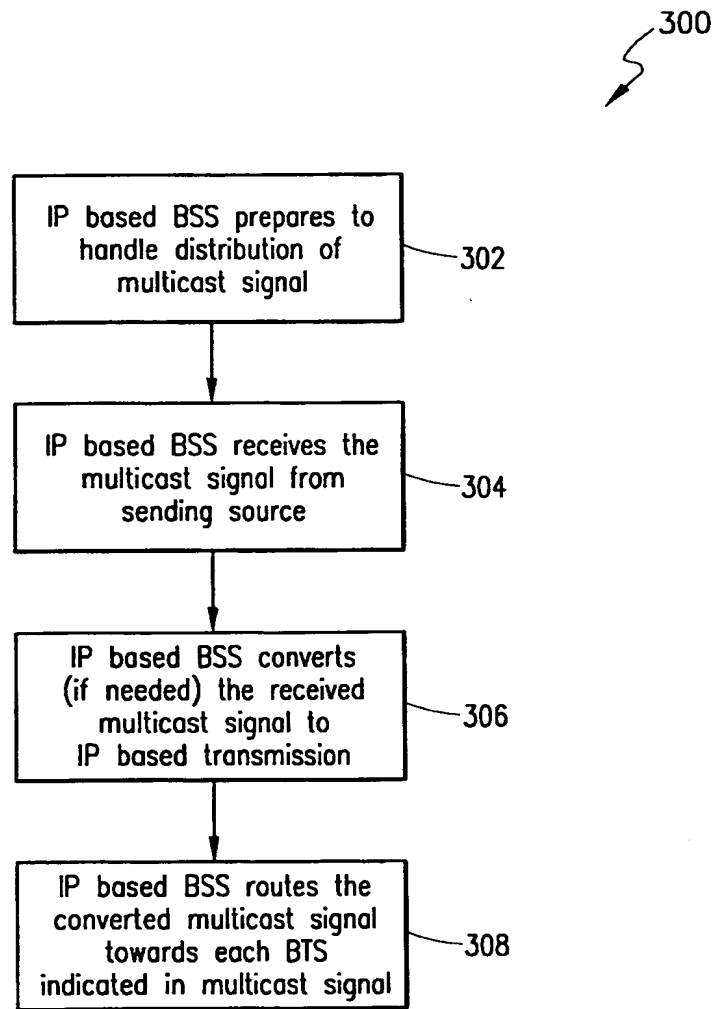 300
IP based BSS prepares to
handle distribution of
multicast signal
302
IP based BSS receives the
multicast signal from
sending source
304
IP based BSS converts
(if needed) the received
multicast signal to
IP based transmission
306
IP based BSS routes the
converted multicast signal
towards each BTS
indicated in multicast signal
308